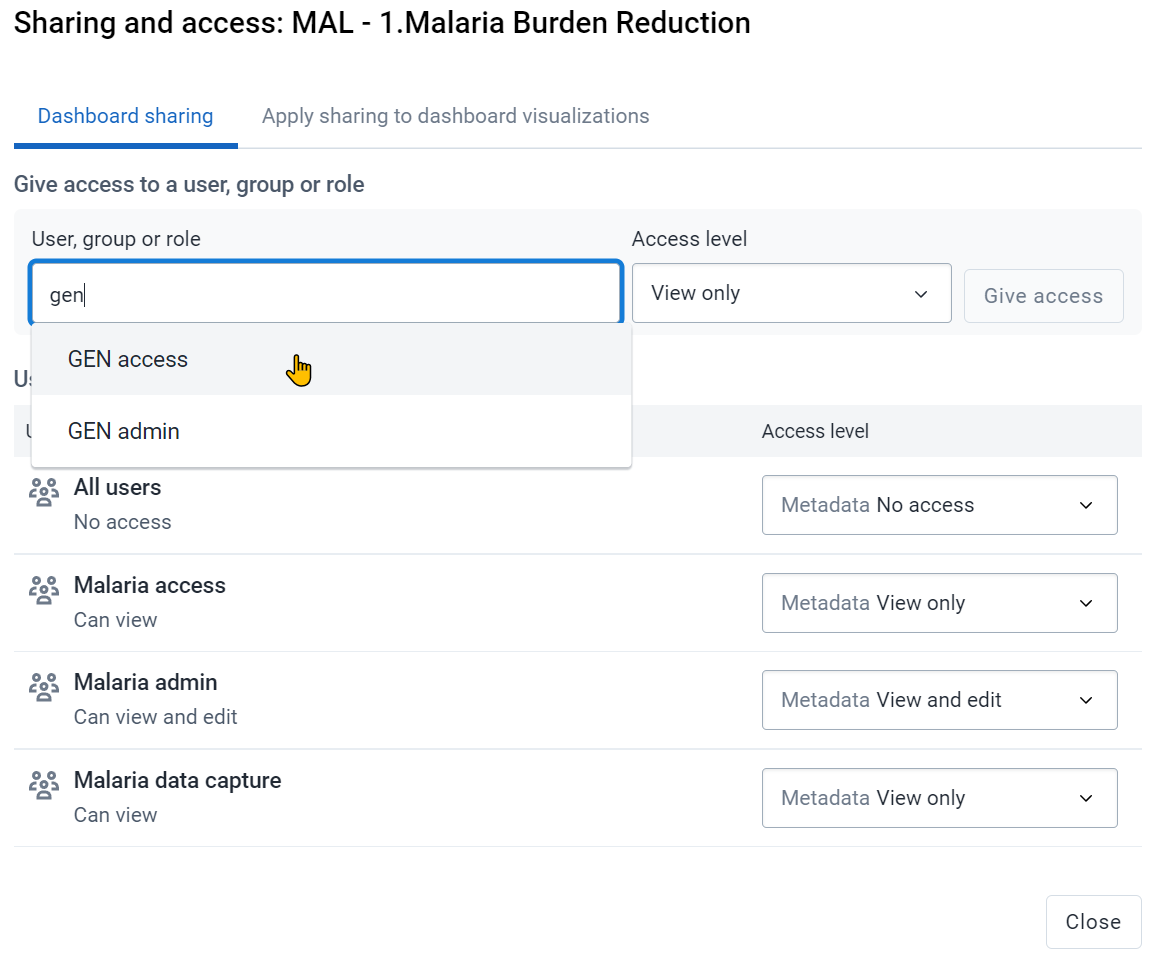 Sharing and access: MAL - 1.Malaria Burden Reduction
Dashboard sharing Apply sharing to dashboard visualizations
Give access to a user, group or role
User, group or role Access level
gen View only Give access
GEN access
GEN admin
Access level
All users
No access
Metadata No access
Malaria access
Can view
Metadata View only
Malaria admin
Can view and edit
Metadata View and edit
Malaria data capture
Can view
Metadata View only
Close